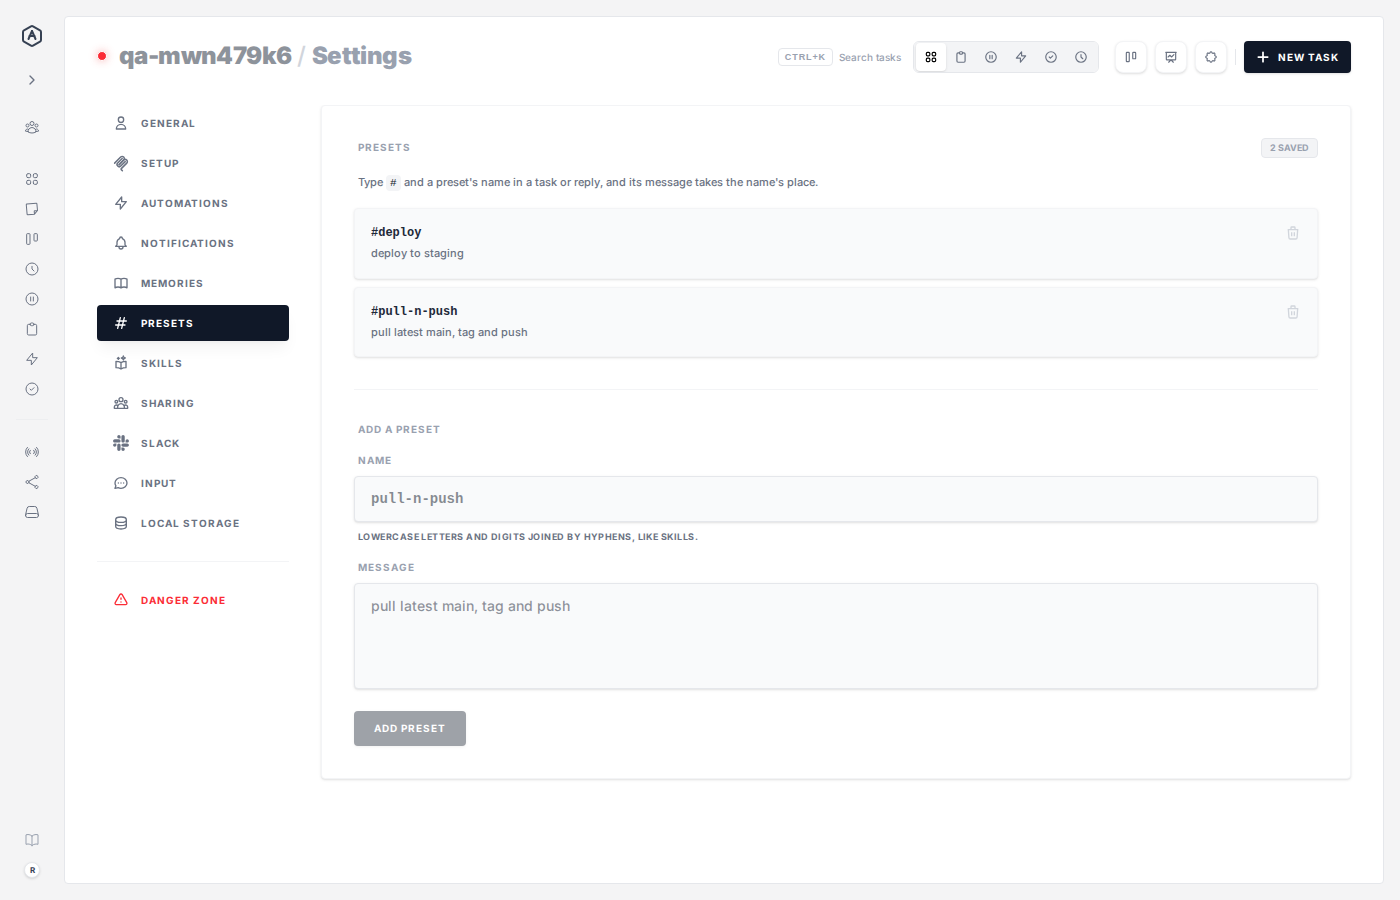 qa-mwn479k6 / Settings
CTRL+K Search tasks
NEW TASK
GENERAL
SETUP
AUTOMATIONS
NOTIFICATIONS
MEMORIES
PRESETS
SKILLS
SHARING
SLACK
INPUT
LOCAL STORAGE
DANGER ZONE
PRESETS
2 SAVED
Type # and a preset's name in a task or reply, and its message takes the name's place.
#deploy
deploy to staging
#pull-n-push
pull latest main, tag and push
ADD A PRESET
NAME
pull-n-push
LOWERCASE LETTERS AND DIGITS JOINED BY HYPHENS, LIKE SKILLS.
MESSAGE
pull latest main, tag and push
ADD PRESET
R